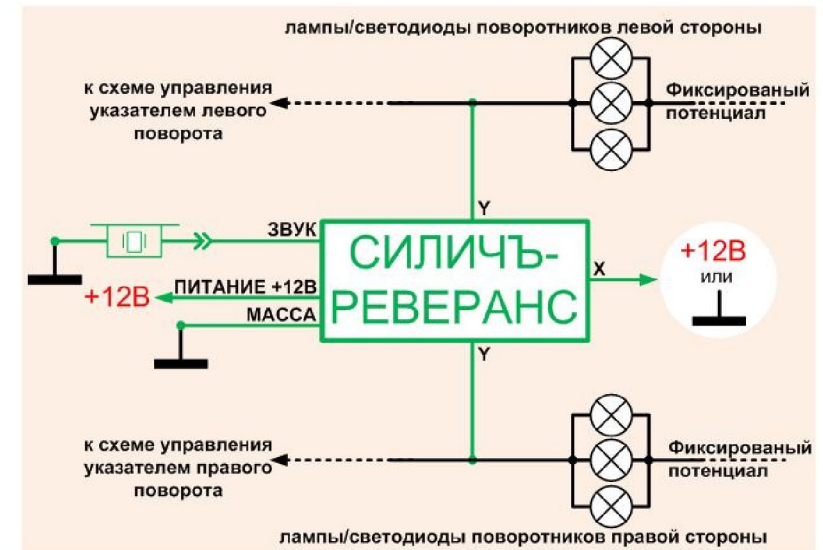 лампы/светодиоды поворотников левой стороны
к схеме управления
указателем левого
поворота
Фиксированый
потенциал
Y
ЗВУК
СИЛИЧЪ-
РЕВЕРАНС
X
+12В
или
ПИТАНИЕ +12В
+12В
МАССА
Y
к схеме управления
указателем правого
поворота
Фиксированый
потенциал
лампы/светодиоды поворотников правой стороны